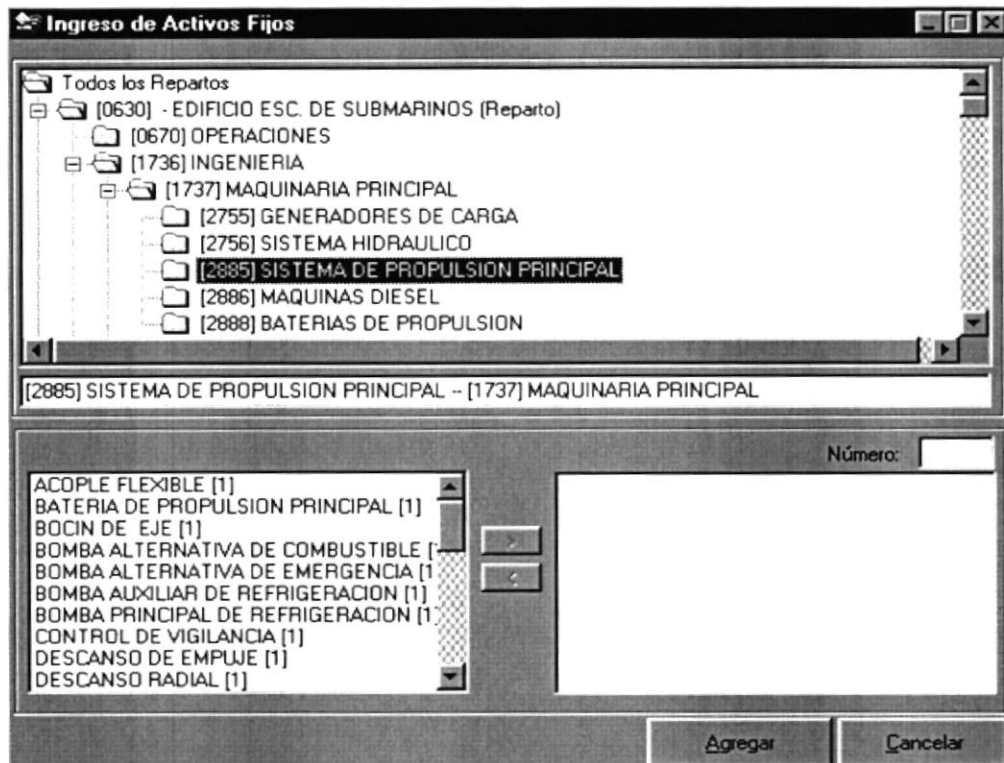 Ingreso de Activos Fijos
Todos los Repartos
[0630] - EDIFICIO ESC. DE SUBMARINOS (Reparto)
[0670] OPERACIONES
[1736] INGENIERIA
[1737] MAQUINARIA PRINCIPAL
[2755] GENERADORES DE CARGA
[2756] SISTEMA HIDRAULICO
[2885] SISTEMA DE PROPULSION PRINCIPAL
[2886] MAQUINAS DIESEL
[2888] BATERIAS DE PROPULSION
[2885] SISTEMA DE PROPULSION PRINCIPAL -- [1737] MAQUINARIA PRINCIPAL
Número:
ACOPLE FLEXIBLE [1]
BATERIA DE PROPULSION PRINCIPAL [1]
BOCIN DE EJE [1]
BOMBA ALTERNATIVA DE COMBUSTIBLE [
BOMBA ALTERNATIVA DE EMERGENCIA [1
BOMBA AUXILIAR DE REFRIGERACION [1]
BOMBA PRINCIPAL DE REFRIGERACION [1]
CONTROL DE VIGILANCIA [1]
DESCANSO DE EMPUJE [1]
DESCANSO RADIAL [1]
>
<
Agregar
Cancelar